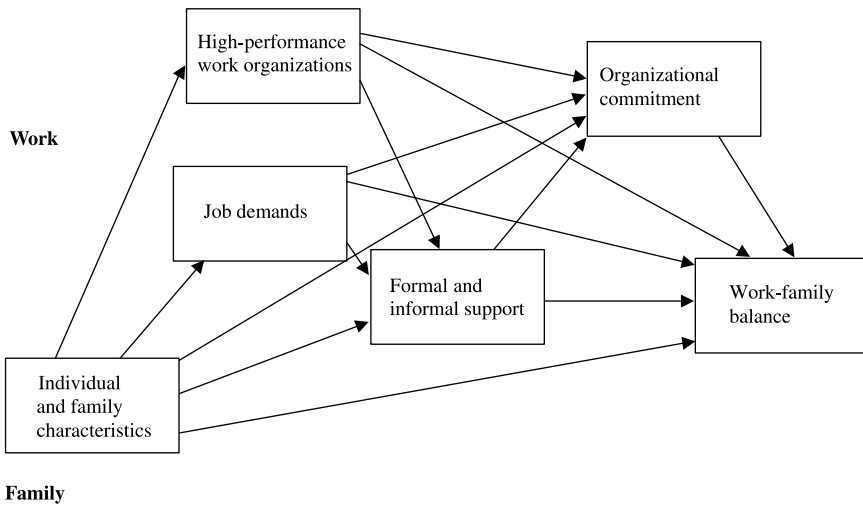 High-performance
work organizations
Organizational
commitment
Work
Job demands
Formal and
informal support
Work-family
balance
Individual
and family
characteristics
Family